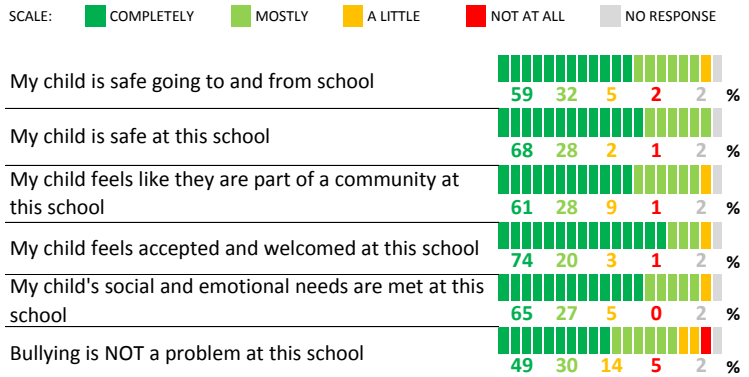 SCALE: COMPLETELY MOSTLY A LITTLE NOT AT ALL NO RESPONSE
My child is safe going to and from school
59 32 5 2 2 %
My child is safe at this school
68 28 2 1 2 %
My child feels like they are part of a community at
this school
61 28 9 1 2 %
My child feels accepted and welcomed at this school
74 20 3 1 2 %
My child's social and emotional needs are met at this
school
65 27 5 0 2 %
Bullying is NOT a problem at this school
49 30 14 5 2 %